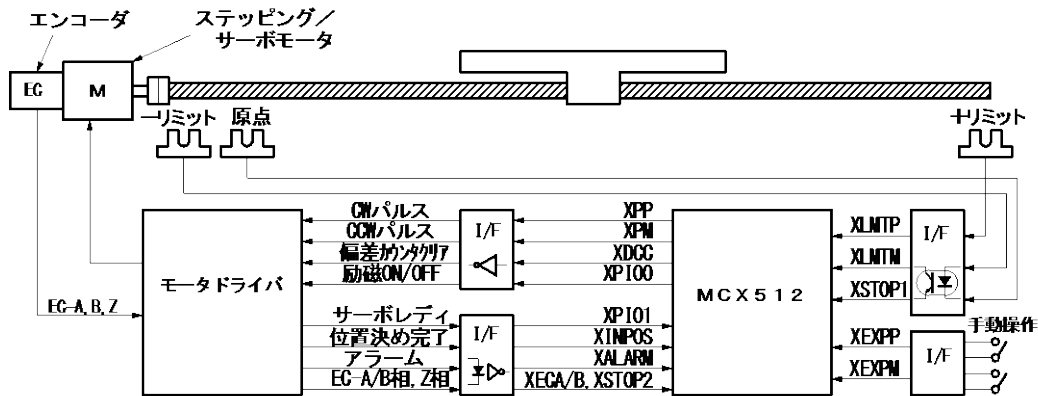 エンコーダ
ステッピング／
サーボモータ
EG
M
ーリミット
原点
十リミット
CWパルス
CCWパルス
偏差カウンタクリア
励磁ON/OFF
I/F
XPP
XPM
XDCC
XPIO0
モータドライバ
MCX512
XLMTP
XLMTM
XSTOP1
I/F
EC-A,B,Z
サーボレディ
位置決め完了
アラーム
EC-A/B相,Z相
I/F
XPIO1
XINPOS
XALARM
XECA/B,XSTOP2
XEXPP
XEXPM
I/F
手動操作